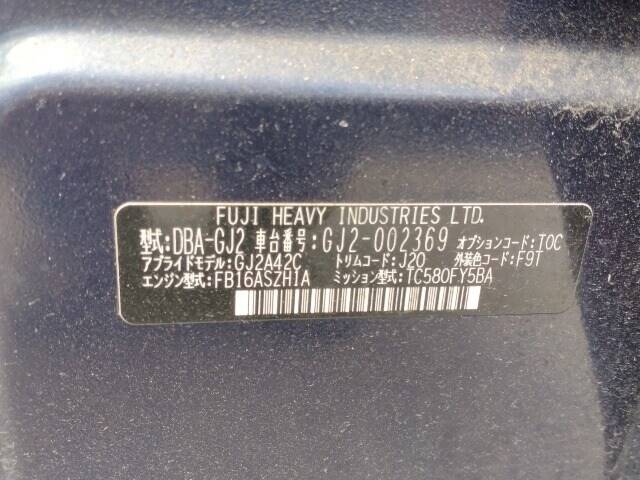 FUJI HEAVY INDUSTRIES LTD.
型式:DBA-GJ2 車台番号:GJ2-002369 オプションコード:TOC
アプライドモデル:GJ2A42C トリムコード:J20 外装色コード:F9T
エンジン型式:FB16ASZH1A ミッション型式:TC580FY5BA